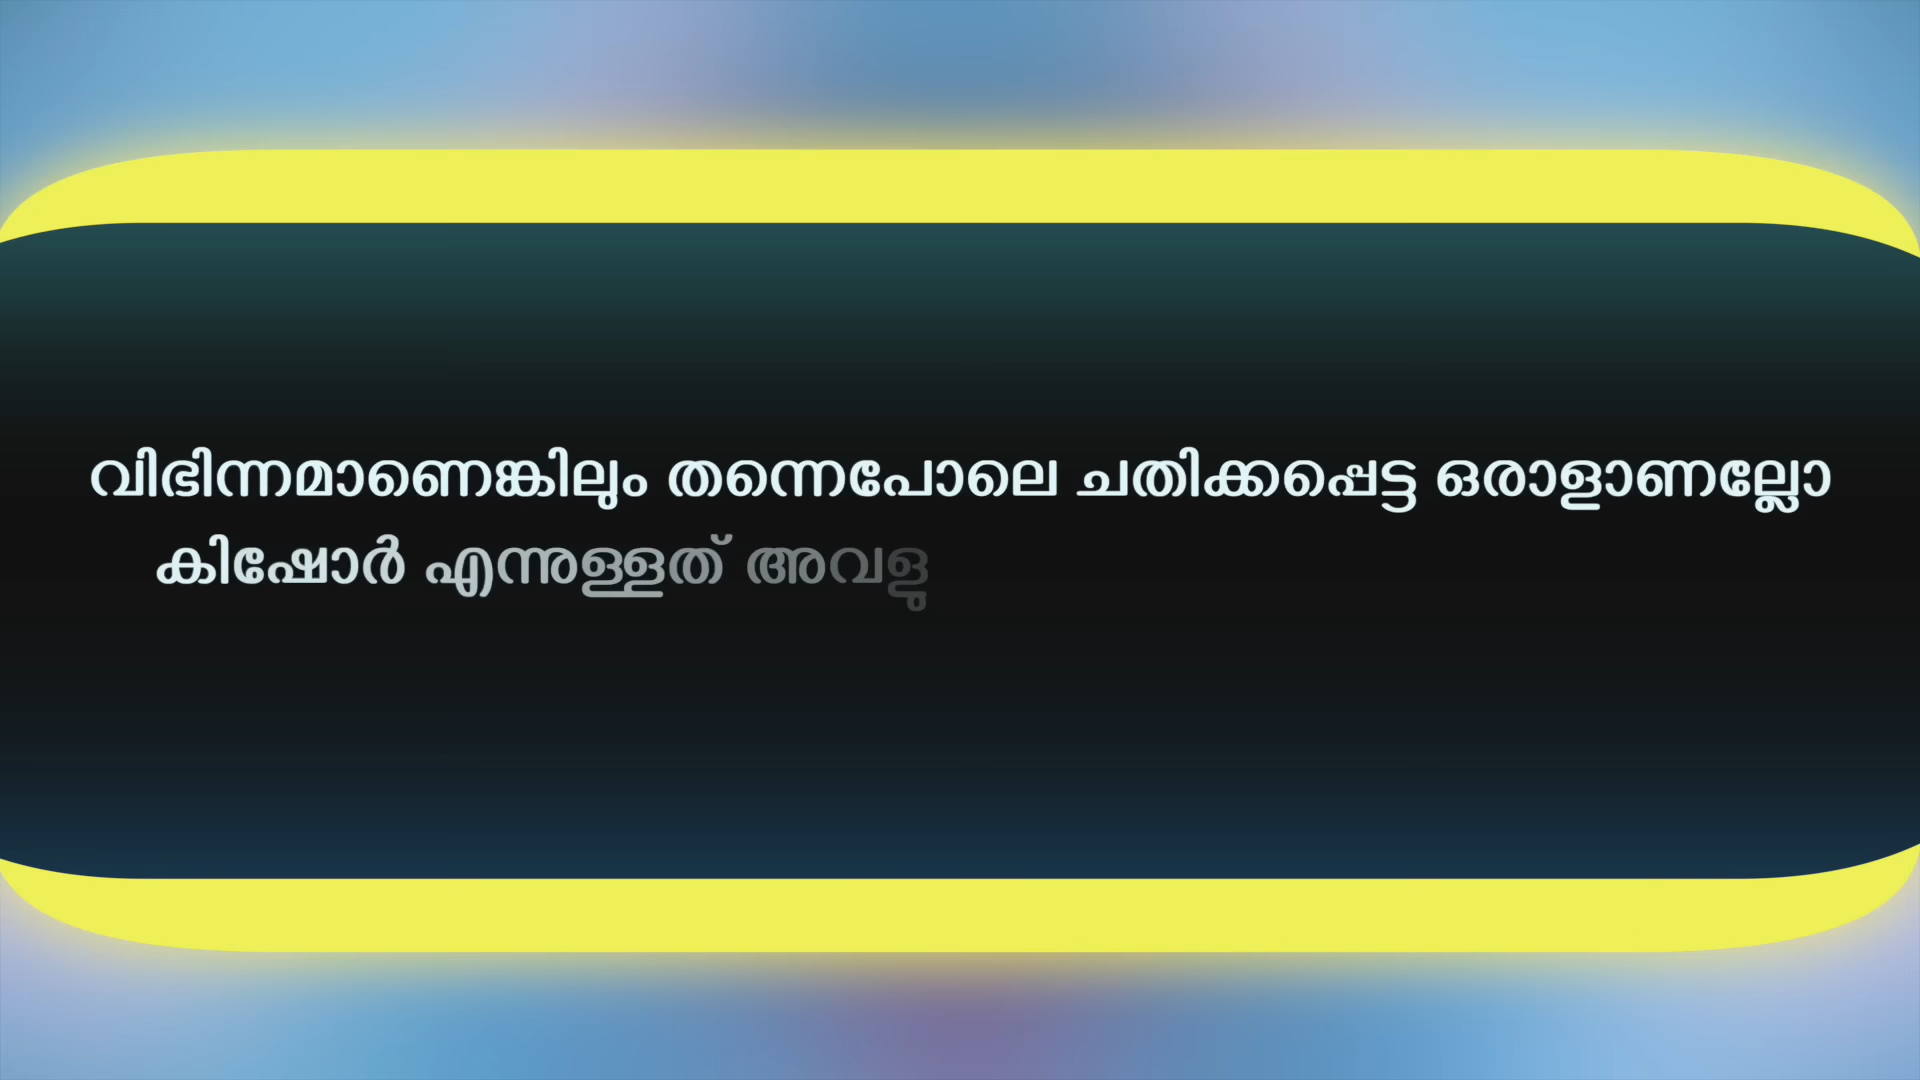 വിഭിന്നമാണെങ്കിലും തന്നെപോലെ ചതിക്കപ്പെട്ട ഒരാളാണല്ലോ
കിഷോർ എന്നുള്ളത് അവളു